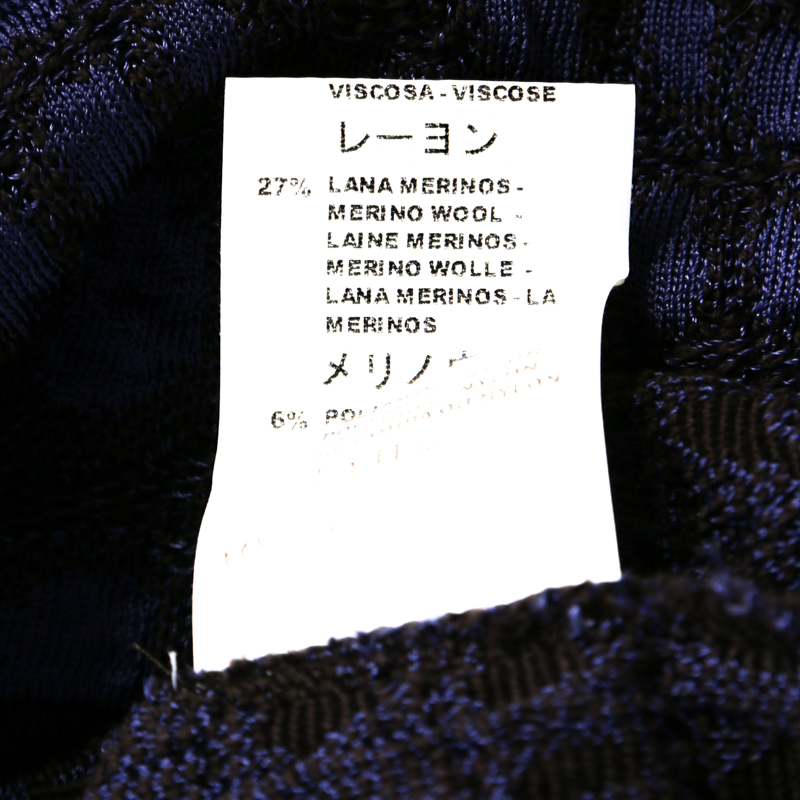 VISCOSA - VISCOSE
レーヨン
27% LANA MERINOS -
MERINO WOOL -
LAINE MERINOS -
MERINO WOLLE -
LANA MERINOS - LA
MERINOS
メリノウ
6%